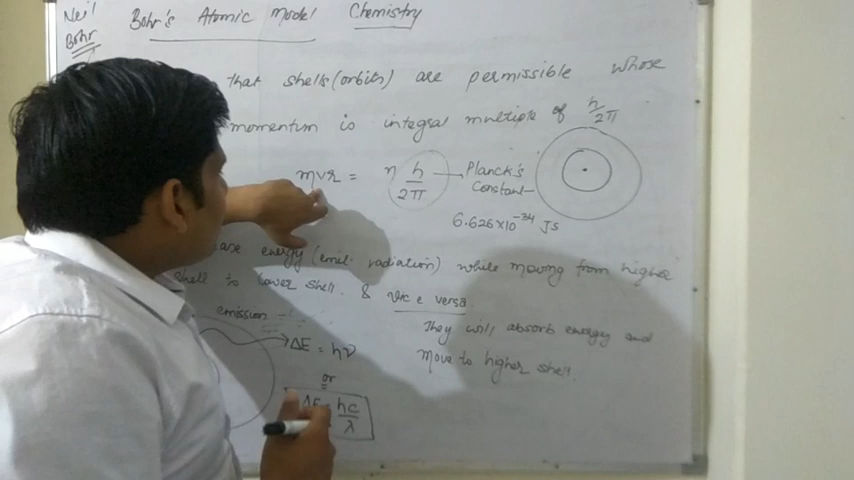 Neil
Bohr
Bohr's Atomic Model Chemistry
that shells (orbits) are permissible whose
momentum is integral multiple of h/2π
mvr = n h/2π → Planck's
Constant
6.626×10⁻³⁴ Js
energy (emit radiation) while moving from higher
shell to lower shell. & vice versa.
emission
They will absorb energy and
move to higher shell.
ΔE = hν
or
ΔE = hc/λ